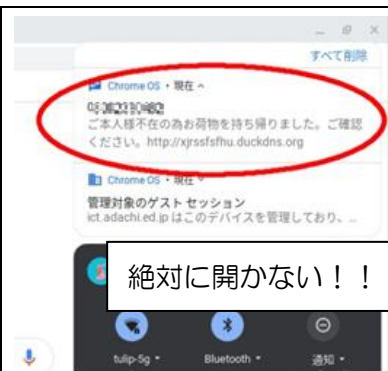 すべて削除
Chrome OS・現在
ご本人様不在の為お荷物を持ち帰りました。ご確認
ください。http://xjrssfsfhu.duckdns.org
Chrome OS・現在
管理対象のゲスト セッション
ict.adachi.ed.jp はこのデバイスを管理しており、...
絶対に開かない！！
tulip-5g
Bluetooth
通知